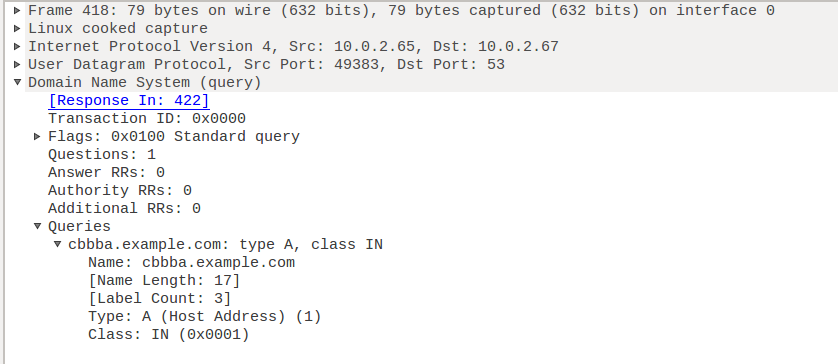 Frame 418: 79 bytes on wire (632 bits), 79 bytes captured (632 bits) on interface 0
Linux cooked capture
Internet Protocol Version 4, Src: 10.0.2.65, Dst: 10.0.2.67
User Datagram Protocol, Src Port: 49383, Dst Port: 53
Domain Name System (query)
[Response In: 422]
Transaction ID: 0x0000
Flags: 0x0100 Standard query
Questions: 1
Answer RRs: 0
Authority RRs: 0
Additional RRs: 0
Queries
cbbba.example.com: type A, class IN
Name: cbbba.example.com
[Name Length: 17]
[Label Count: 3]
Type: A (Host Address) (1)
Class: IN (0x0001)